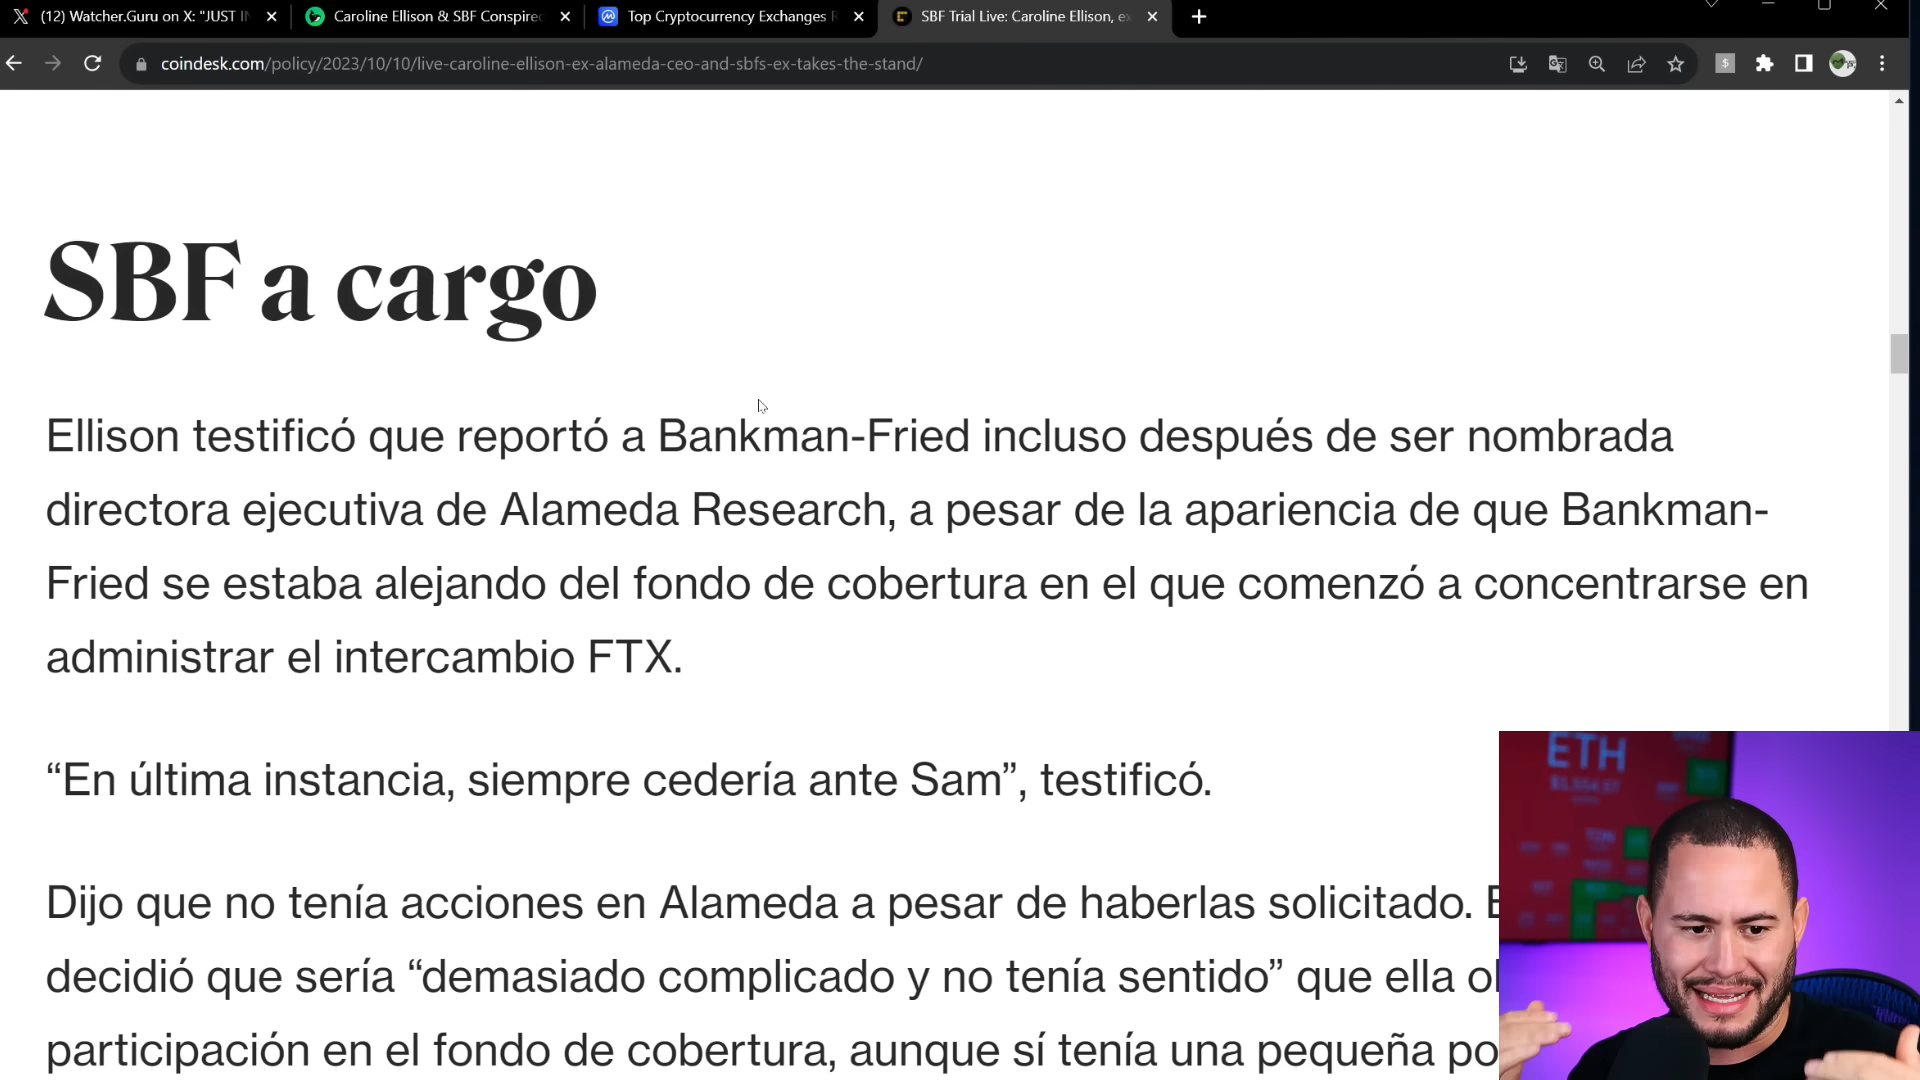 (12) Watcher.Guru on X: "JUST IN
Caroline Ellison & SBF Conspired
Top Cryptocurrency Exchanges R
SBF Trial Live: Caroline Ellison, ex
coindesk.com/policy/2023/10/10/live-caroline-ellison-ex-alameda-ceo-and-sbfs-ex-takes-the-stand/
SBF a cargo
Ellison testificó que reportó a Bankman-Fried incluso después de ser nombrada
directora ejecutiva de Alameda Research, a pesar de la apariencia de que Bankman-
Fried se estaba alejando del fondo de cobertura en el que comenzó a concentrarse en
administrar el intercambio FTX.
“En última instancia, siempre cedería ante Sam”, testificó.
Dijo que no tenía acciones en Alameda a pesar de haberlas solicitado.
decidió que sería “demasiado complicado y no tenía sentido” que ella
participación en el fondo de cobertura, aunque sí tenía una pequeña
ETH